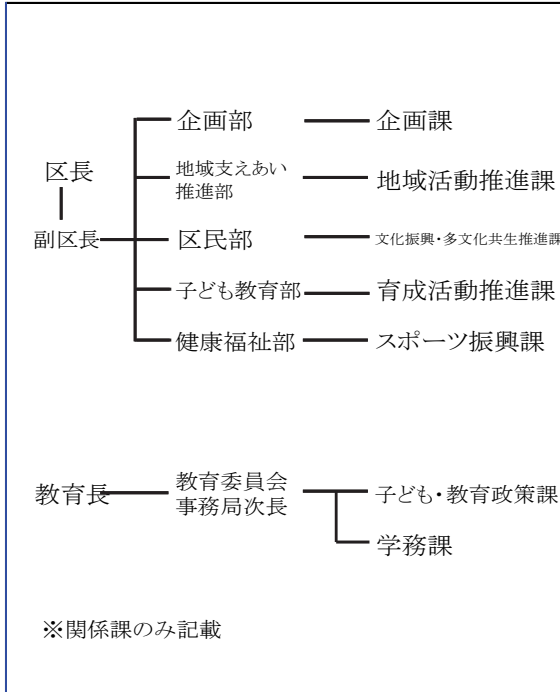 企画部 企画課
区長
地域支えあい
推進部
地域活動推進課
副区長 区民部 文化振興・多文化共生推進課
子ども教育部 育成活動推進課
健康福祉部 スポーツ振興課
教育長
教育委員会
事務局次長
子ども・教育政策課
学務課
※関係課のみ記載